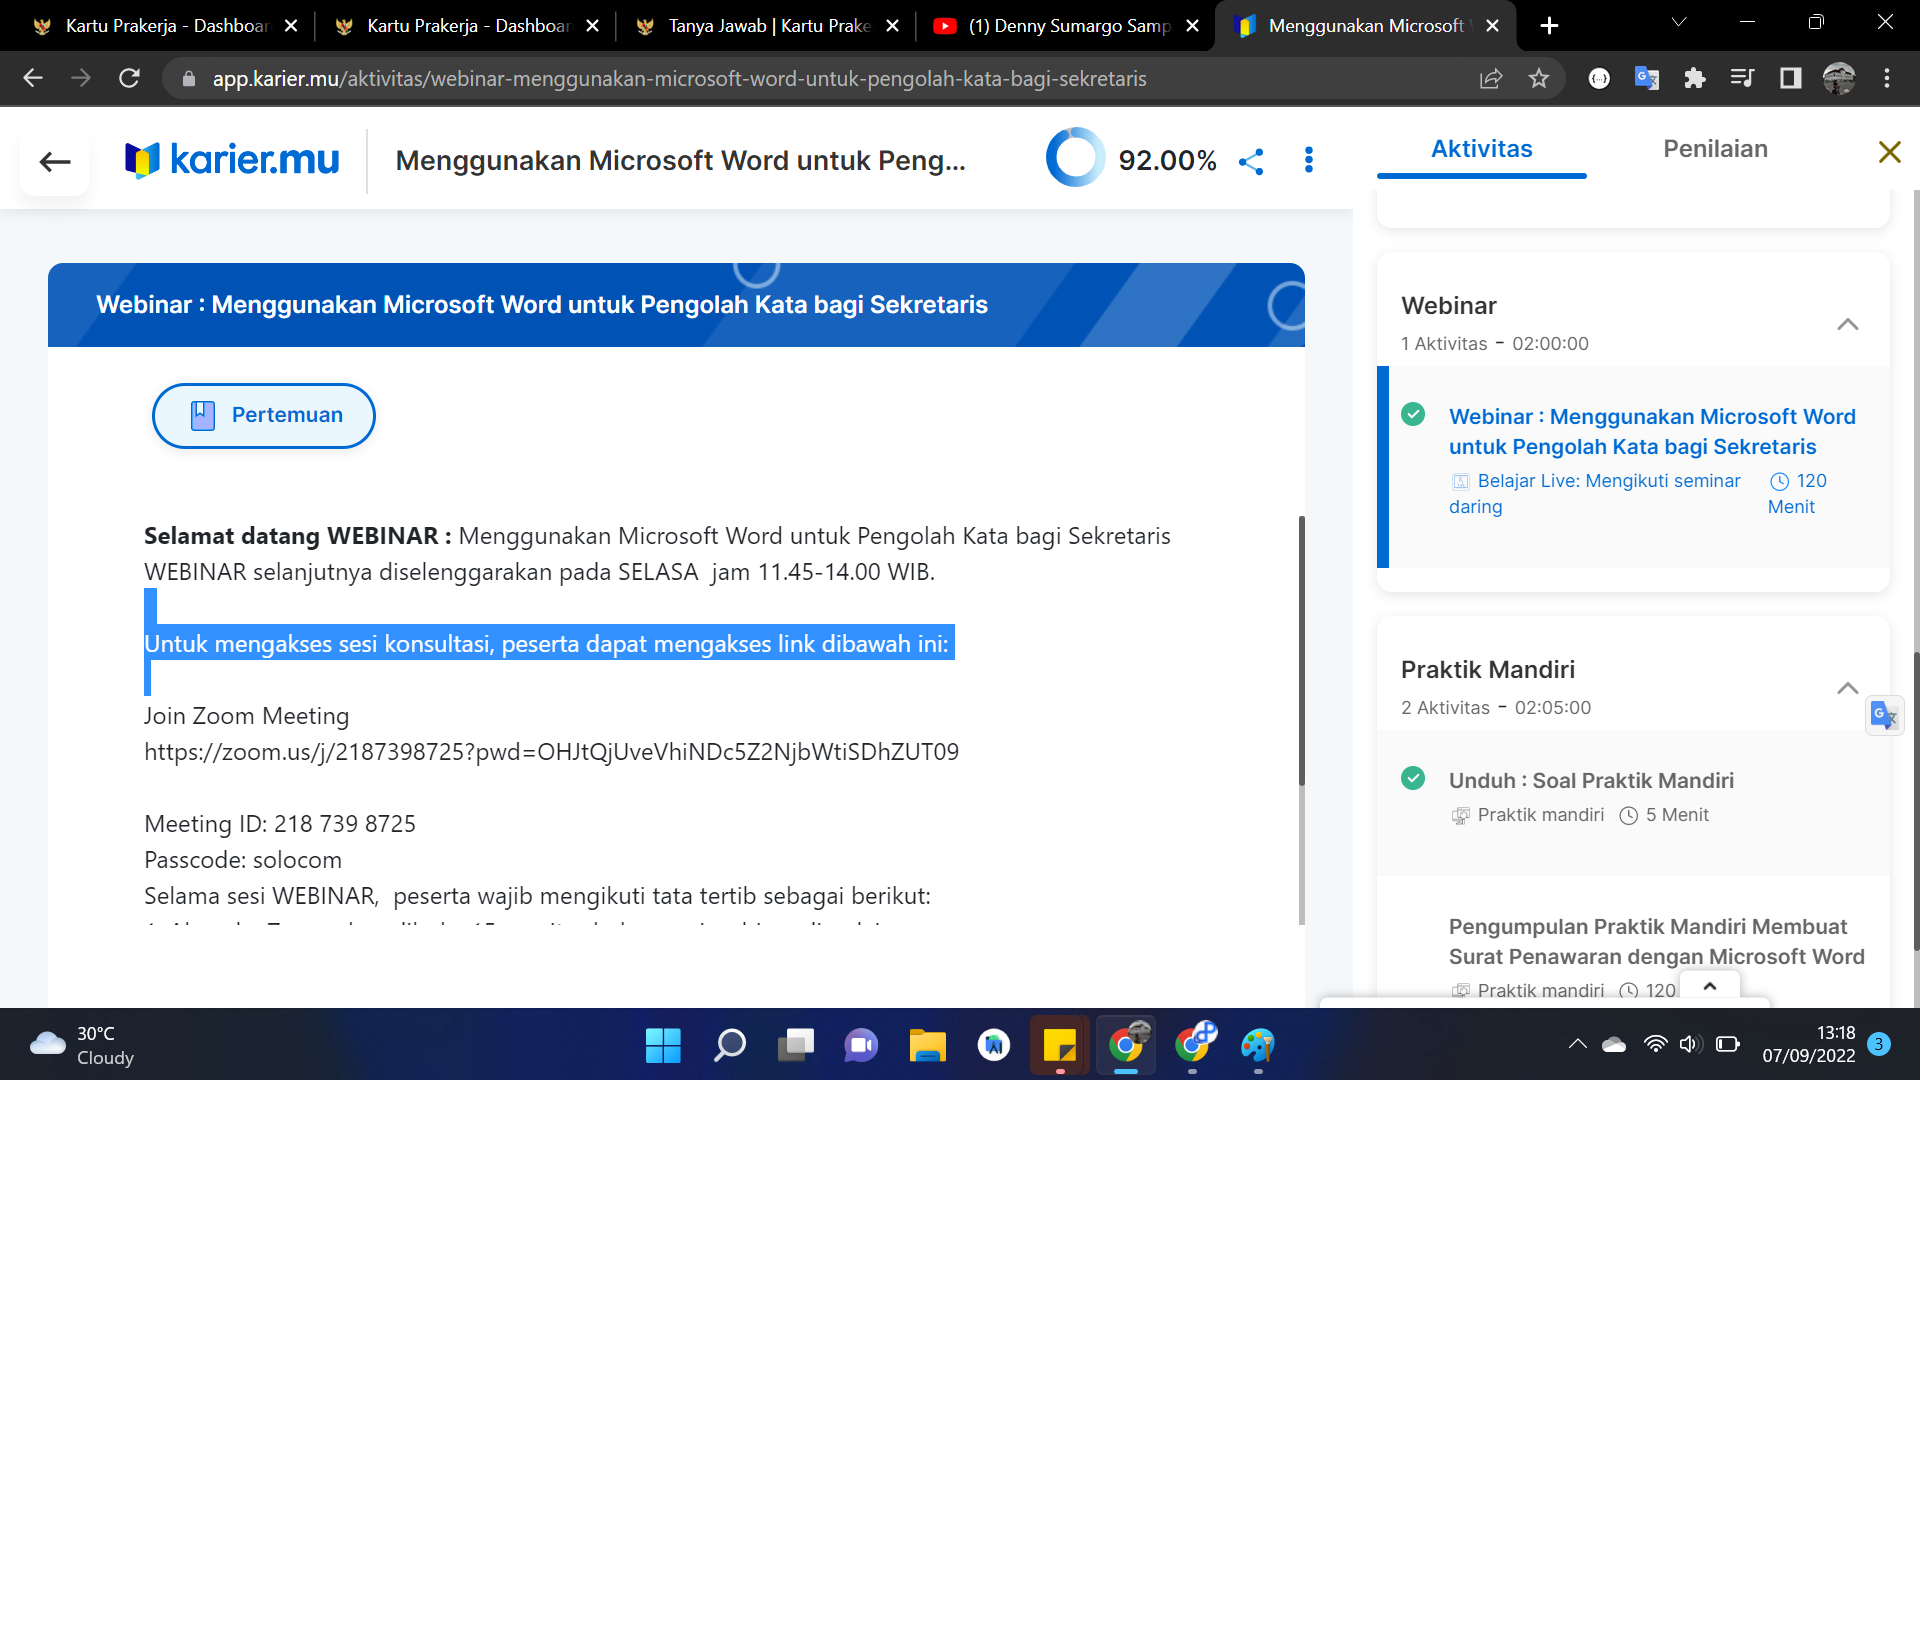 Kartu Prakerja - Dashboar
Kartu Prakerja - Dashboar
Tanya Jawab | Kartu Prake
(1) Denny Sumargo Samp
Menggunakan Microsoft
app.karier.mu/aktivitas/webinar-menggunakan-microsoft-word-untuk-pengolah-kata-bagi-sekretaris
karier.mu
Menggunakan Microsoft Word untuk Peng...
92.00%
Aktivitas
Penilaian
Webinar : Menggunakan Microsoft Word untuk Pengolah Kata bagi Sekretaris
Pertemuan
Selamat datang WEBINAR : Menggunakan Microsoft Word untuk Pengolah Kata bagi Sekretaris
WEBINAR selanjutnya diselenggarakan pada SELASA  jam 11.45-14.00 WIB.
Untuk mengakses sesi konsultasi, peserta dapat mengakses link dibawah ini:
Join Zoom Meeting
https://zoom.us/j/2187398725?pwd=OHJtQjUveVhiNDc5Z2NjbWtiSDhZUT09
Meeting ID: 218 739 8725
Passcode: solocom
Selama sesi WEBINAR,  peserta wajib mengikuti tata tertib sebagai berikut:
Webinar
1 Aktivitas - 02:00:00
Webinar : Menggunakan Microsoft Word
untuk Pengolah Kata bagi Sekretaris
Belajar Live: Mengikuti seminar
daring
120
Menit
Praktik Mandiri
2 Aktivitas - 02:05:00
Unduh : Soal Praktik Mandiri
Praktik mandiri 5 Menit
Pengumpulan Praktik Mandiri Membuat
Surat Penawaran dengan Microsoft Word
Praktik mandiri 120
30°C
Cloudy
13:18
07/09/2022
3